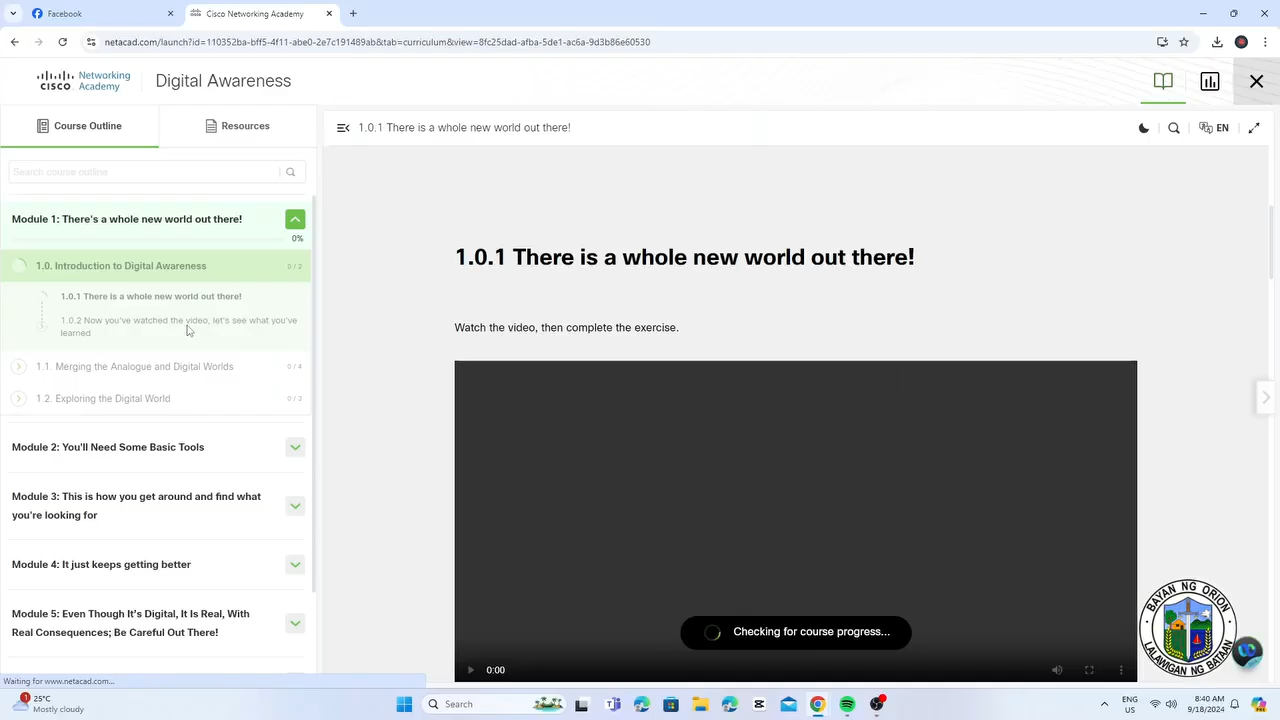 Facebook
Cisco Networking Academy
netacad.com/launch?id=110352ba-bff5-4f11-abe0-2e7c191489ab&tab=curriculum&view=8fc25dad-afba-5de1-ac6a-9d3b86e60530
CISCO
Networking
Academy
Digital Awareness
Course Outline
Resources
1.0.1 There is a whole new world out there!
EN
Search course outline
Module 1: There's a whole new world out there!
0%
1.0. Introduction to Digital Awareness
0 / 2
1.0.1 There is a whole new world out there!
1.0.2 Now you've watched the video, let's see what you've
learned
1.1. Merging the Analogue and Digital Worlds
0 / 4
1.2. Exploring the Digital World
0 / 3
Module 2: You'll Need Some Basic Tools
Module 3: This is how you get around and find what
you're looking for
Module 4: It just keeps getting better
Module 5: Even Though It's Digital, It Is Real, With
Real Consequences; Be Careful Out There!
1.0.1 There is a whole new world out there!
Watch the video, then complete the exercise.
Checking for course progress...
0:00
BAYAN NG ORION
LALAWIGAN NG BATAAN
Waiting for www.netacad.com...
1
25°C
Mostly cloudy
Search
ENG
US
8:40 AM
9/18/2024